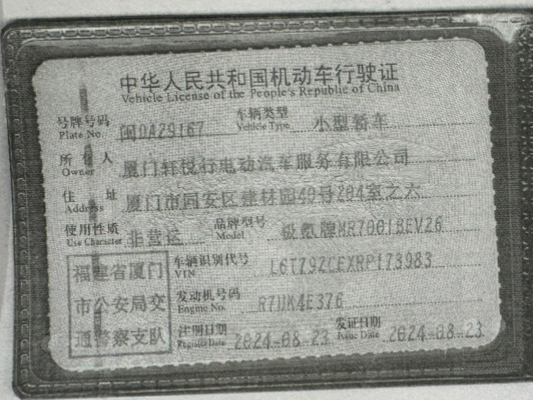 中华人民共和国机动车行驶证
Vehicle License of the People's Republic of China
号牌号码 Plate No. 闽DA29167 车辆类型 Vehicle Type 小型轿车
所有人 Owner 厦门轩悦行电动汽车服务有限公司
住址 Address 厦门市同安区建材园49号204室之六
使用性质 Use Character 非营运 品牌型号 Model 极氪牌MR7001BEV26
福建省厦门市公安局交通警察支队
车辆识别代号 VIN L6T79ZCEXRP173983
发动机号码 Engine No. R7DK4E376
注册日期 Register Date 2024-08-23 发证日期 Issue Date 2024-08-23